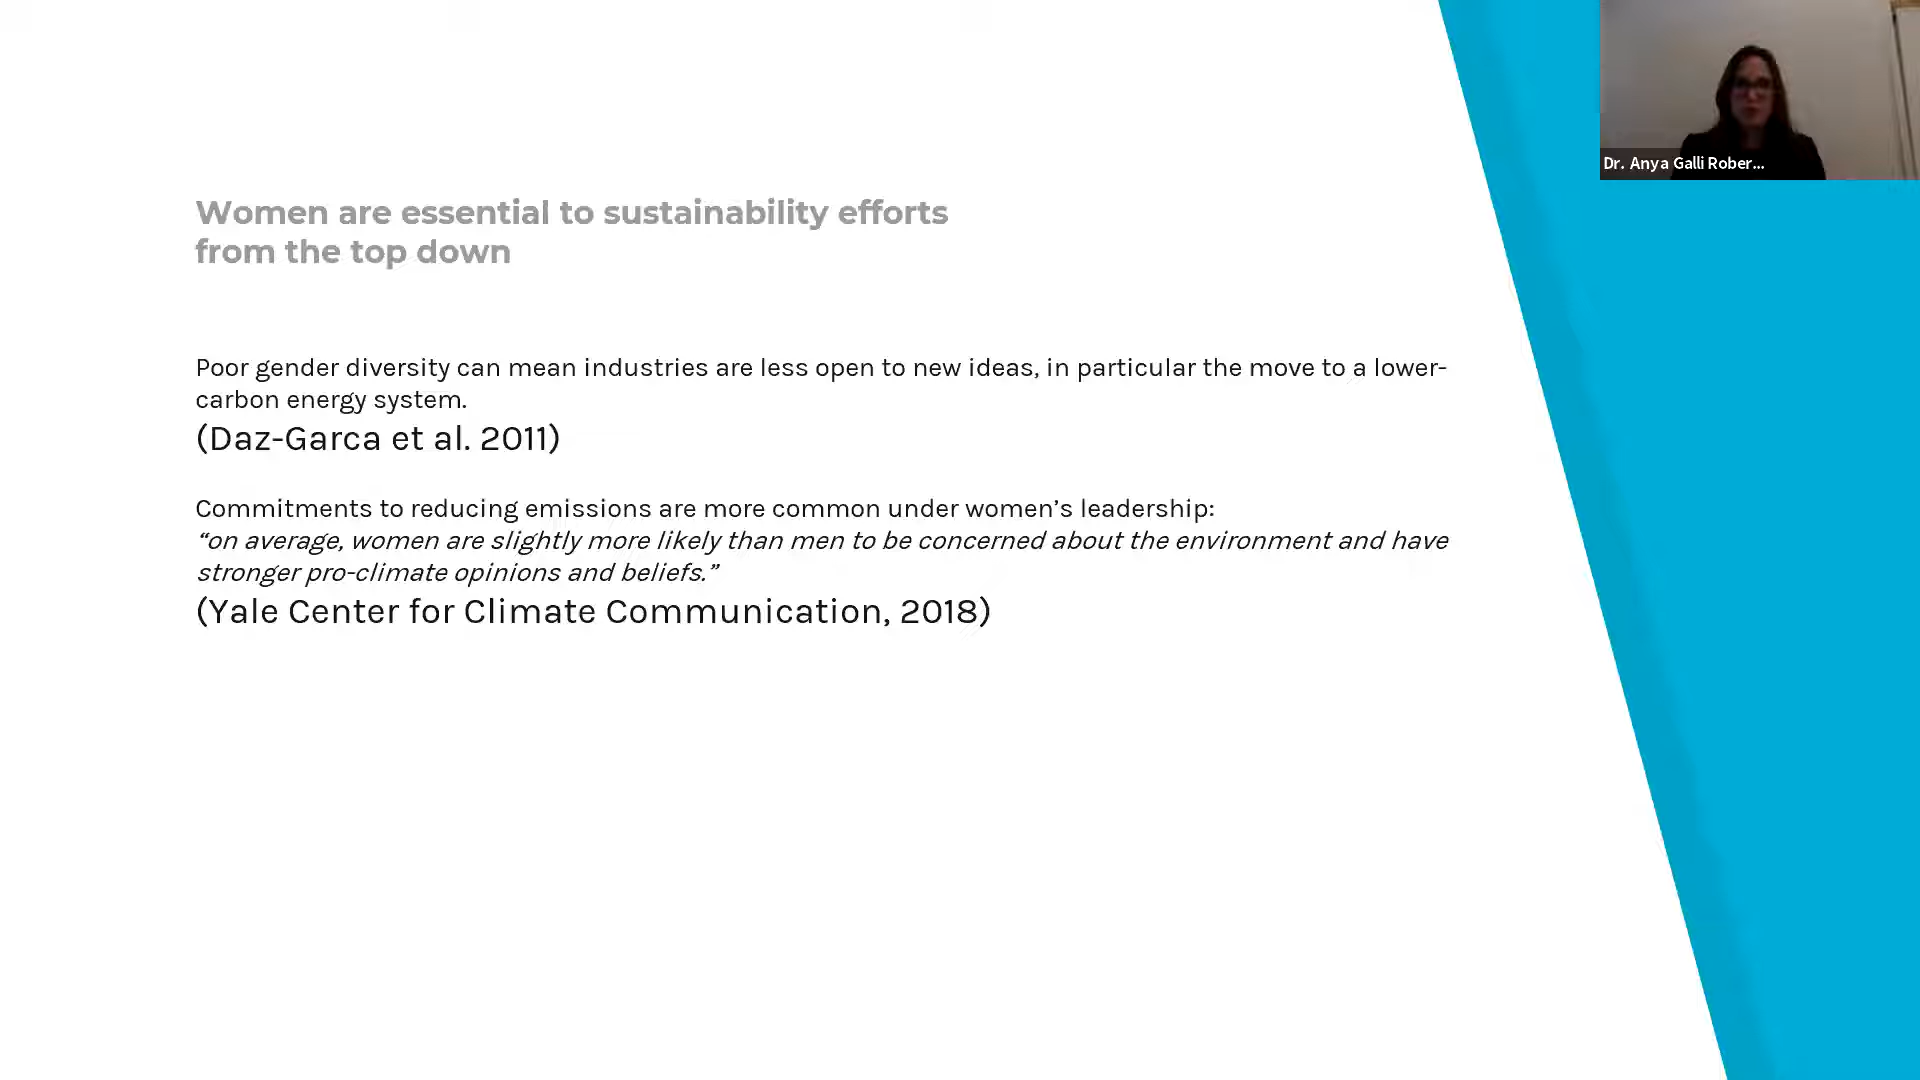 Women are essential to sustainability efforts
from the top down
Poor gender diversity can mean industries are less open to new ideas, in particular the move to a lower-
carbon energy system.
(Daz-Garca et al. 2011)
Commitments to reducing emissions are more common under women’s leadership:
“on average, women are slightly more likely than men to be concerned about the environment and have
stronger pro-climate opinions and beliefs.”
(Yale Center for Climate Communication, 2018)
Dr. Anya Galli Rober...